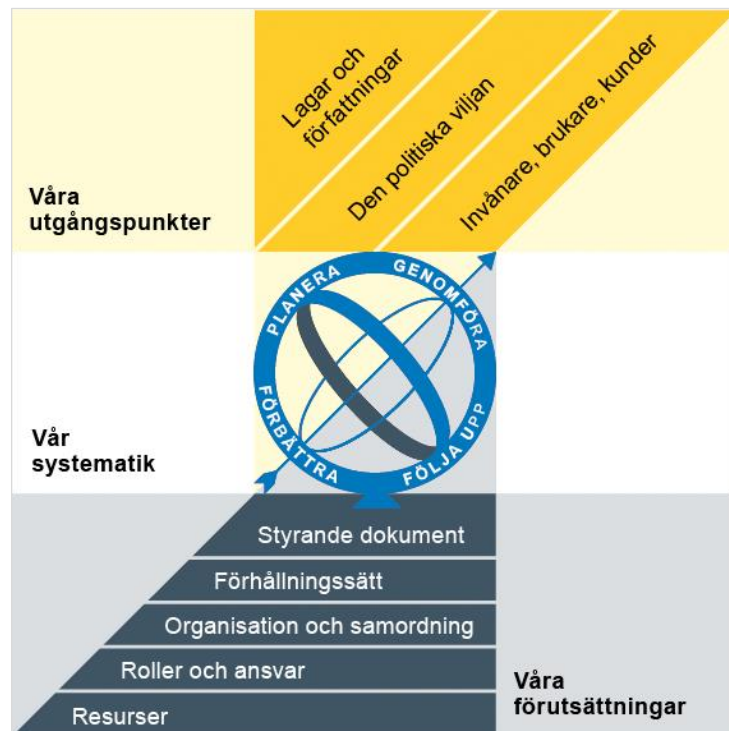 Lagar och
författningar
Den politiska viljan
Invånare, brukare, kunder
Våra
utgångspunkter
PLANERA
GENOMFÖRA
FÖRBÄTTRA
FÖLJA UPP
Vår
systematik
Styrande dokument
Förhållningssätt
Organisation och samordning
Roller och ansvar
Resurser
Våra
förutsättningar